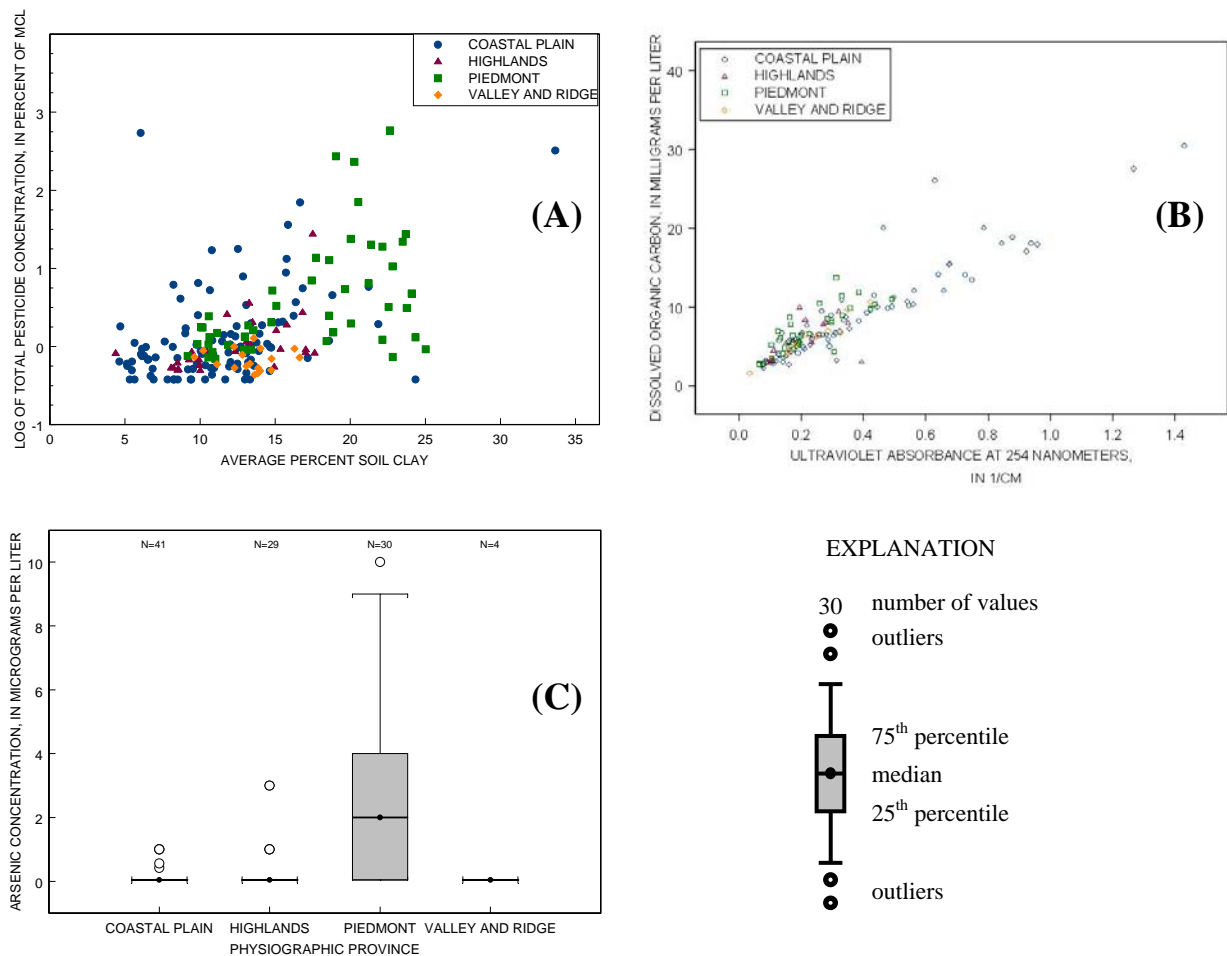 LOG OF TOTAL PESTICIDE CONCENTRATION, IN PERCENT OF MCL
COASTAL PLAIN
HIGHLANDS
PIEDMONT
VALLEY AND RIDGE
(A)
3
2
1
0
-1
0 5 10 15 20 25 30 35
AVERAGE PERCENT SOIL CLAY
DISSOLVED ORGANIC CARBON, IN MILLIGRAMS PER LITER
COASTAL PLAIN
HIGHLANDS
PIEDMONT
VALLEY AND RIDGE
(B)
40
30
20
10
0
0.0 0.2 0.4 0.6 0.8 1.0 1.2 1.4
ULTRAVIOLET ABSORBANCE AT 254 NANOMETERS,
IN 1/CM
ARSENIC CONCENTRATION, IN MICROGRAMS PER LITER
N=41 N=29 N=30 N=4
(C)
10
8
6
4
2
0
COASTAL PLAIN HIGHLANDS PIEDMONT VALLEY AND RIDGE
PHYSIOGRAPHIC PROVINCE
EXPLANATION
30 number of values
outliers
75th percentile
median
25th percentile
outliers